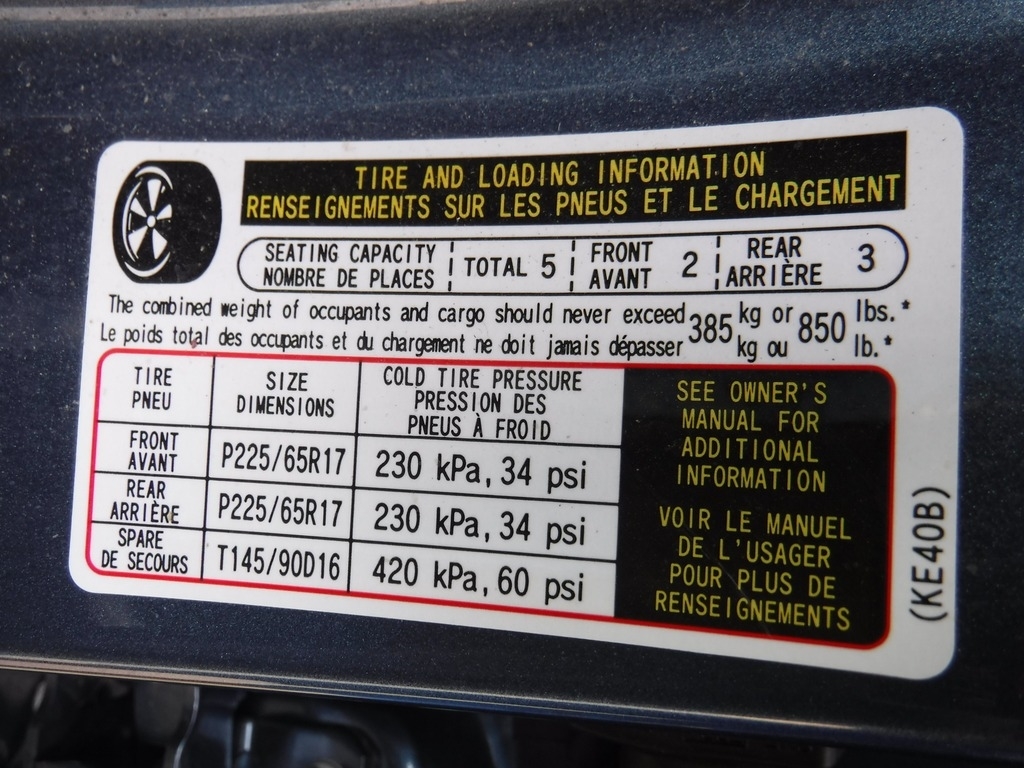 TIRE AND LOADING INFORMATION
RENSEIGNEMENTS SUR LES PNEUS ET LE CHARGEMENT
SEATING CAPACITY
NOMBRE DE PLACES
TOTAL 5
FRONT
AVANT
2
REAR
ARRIÈRE
3
The combined weight of occupants and cargo should never exceed 385 kg or 850 lbs.*
Le poids total des occupants et du chargement ne doit jamais dépasser kg ou lb.*
TIRE
PNEU
SIZE
DIMENSIONS
COLD TIRE PRESSURE
PRESSION DES
PNEUS À FROID
FRONT
AVANT
P225/65R17
230 kPa, 34 psi
REAR
ARRIÈRE
P225/65R17
230 kPa, 34 psi
SPARE
DE SECOURS
T145/90D16
420 kPa, 60 psi
SEE OWNER'S
MANUAL FOR
ADDITIONAL
INFORMATION
VOIR LE MANUEL
DE L'USAGER
POUR PLUS DE
RENSEIGNEMENTS
(KE40B)